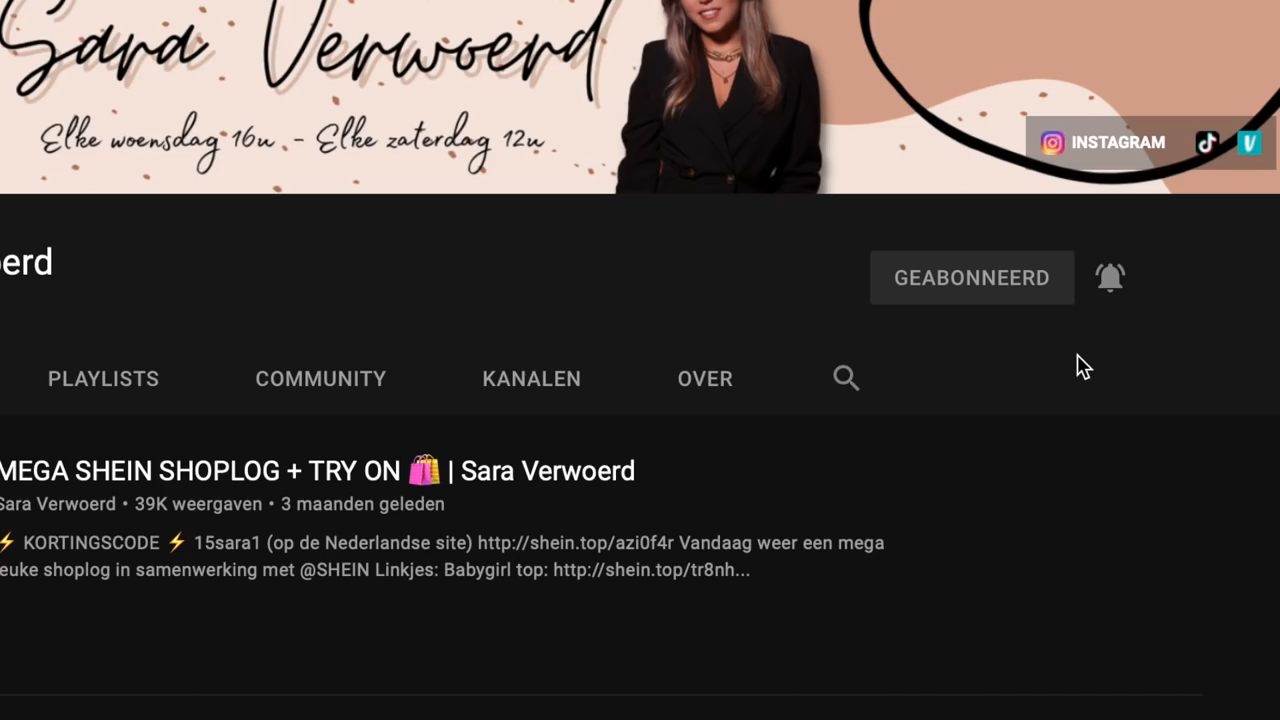 Sara Verwoerd
Elke woensdag 16u - Elke zaterdag 12u
INSTAGRAM
GEABONNEERD
PLAYLISTS COMMUNITY KANALEN OVER
MEGA SHEIN SHOPLOG + TRY ON 🛍️ | Sara Verwoerd
Sara Verwoerd • 39K weergaven • 3 maanden geleden
⚡ KORTINGSCODE ⚡ 15sara1 (op de Nederlandse site) http://shein.top/azi0f4r Vandaag weer een mega
euke shoplog in samenwerking met @SHEIN Linkjes: Babygirl top: http://shein.top/tr8nh...